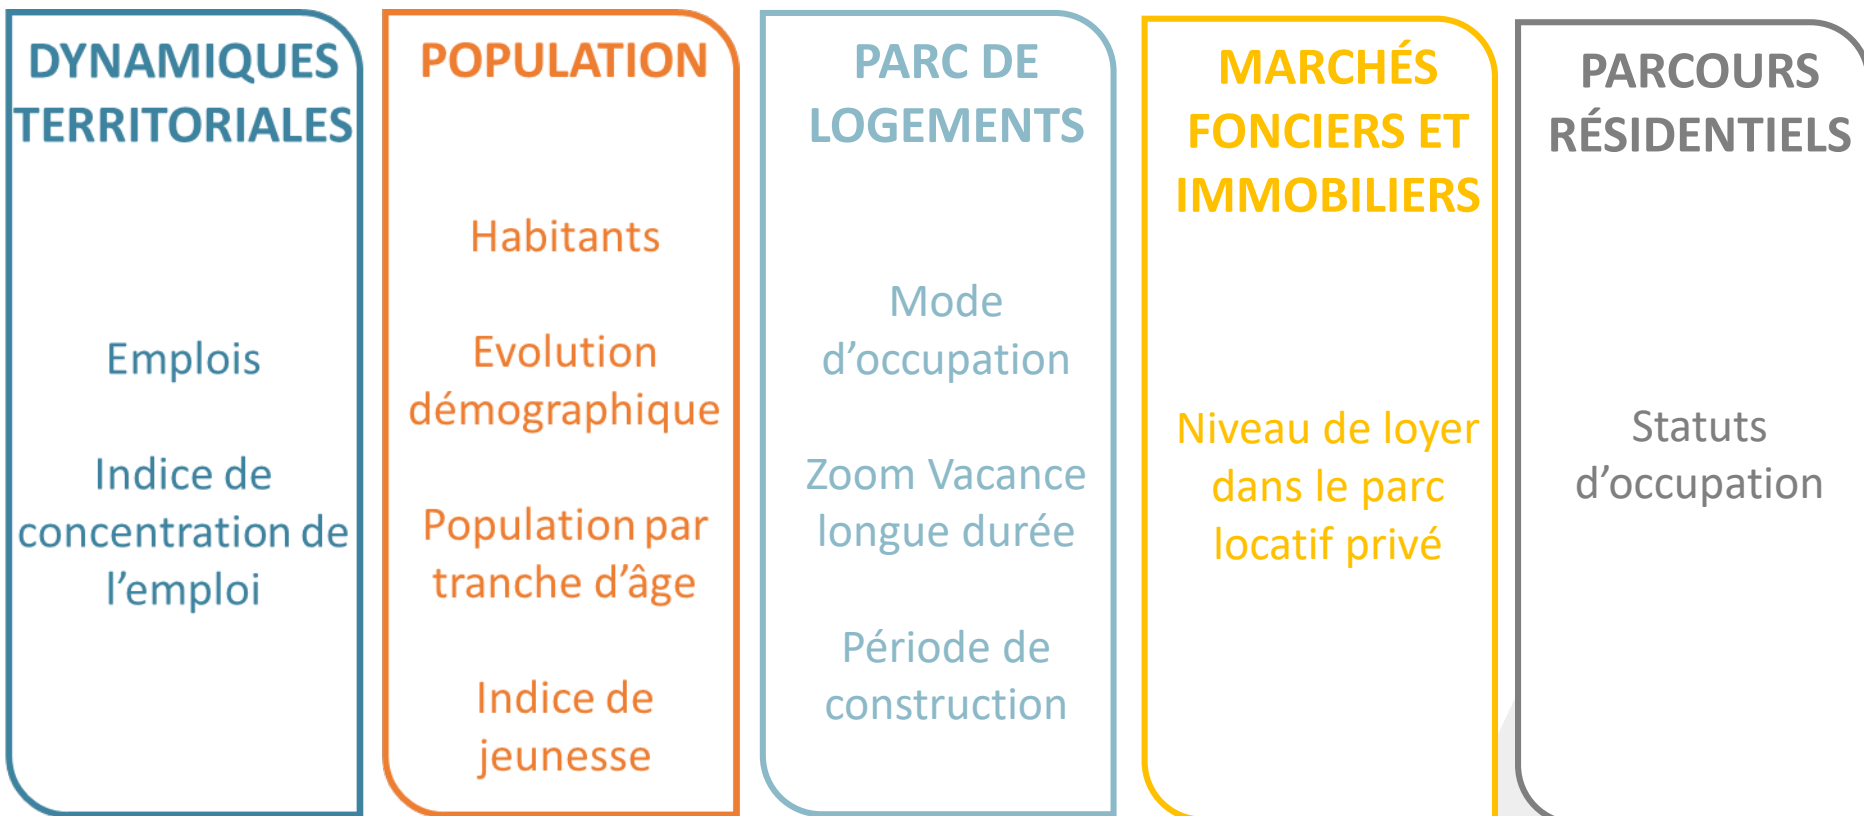 DYNAMIQUES
TERRITORIALES
Emplois
Indice de
concentration de
l’emploi
POPULATION
Habitants
Evolution
démographique
Population par
tranche d’âge
Indice de
jeunesse
PARC DE
LOGEMENTS
Mode
d’occupation
Zoom Vacance
longue durée
Période de
construction
MARCHÉS
FONCIERS ET
IMMOBILIERS
Niveau de loyer
dans le parc
locatif privé
PARCOURS
RÉSIDENTIELS
Statuts
d’occupation